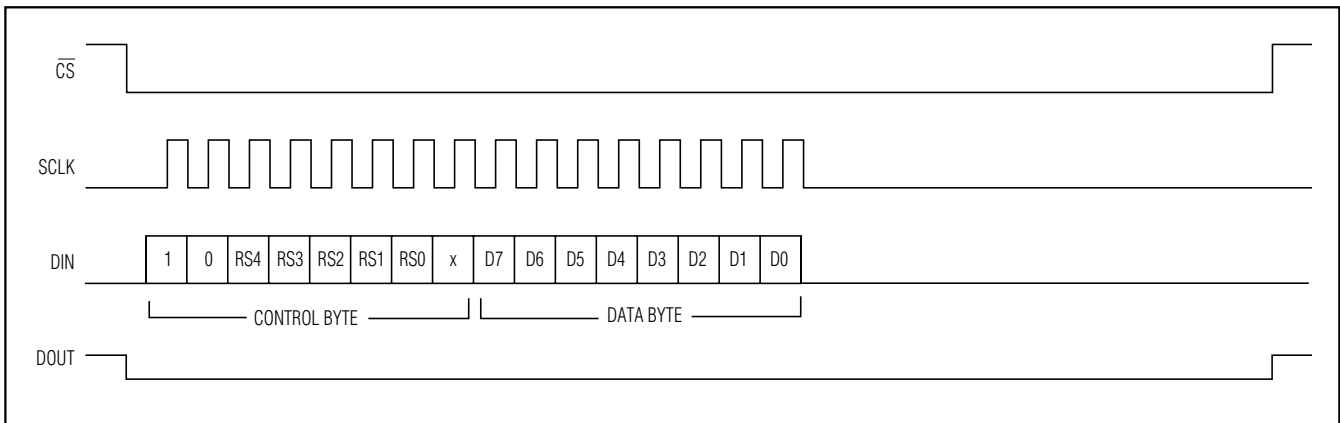 C̅S̅
SCLK
DIN 1 0 RS4 RS3 RS2 RS1 RS0 x D7 D6 D5 D4 D3 D2 D1 D0
CONTROL BYTE DATA BYTE
DOUT